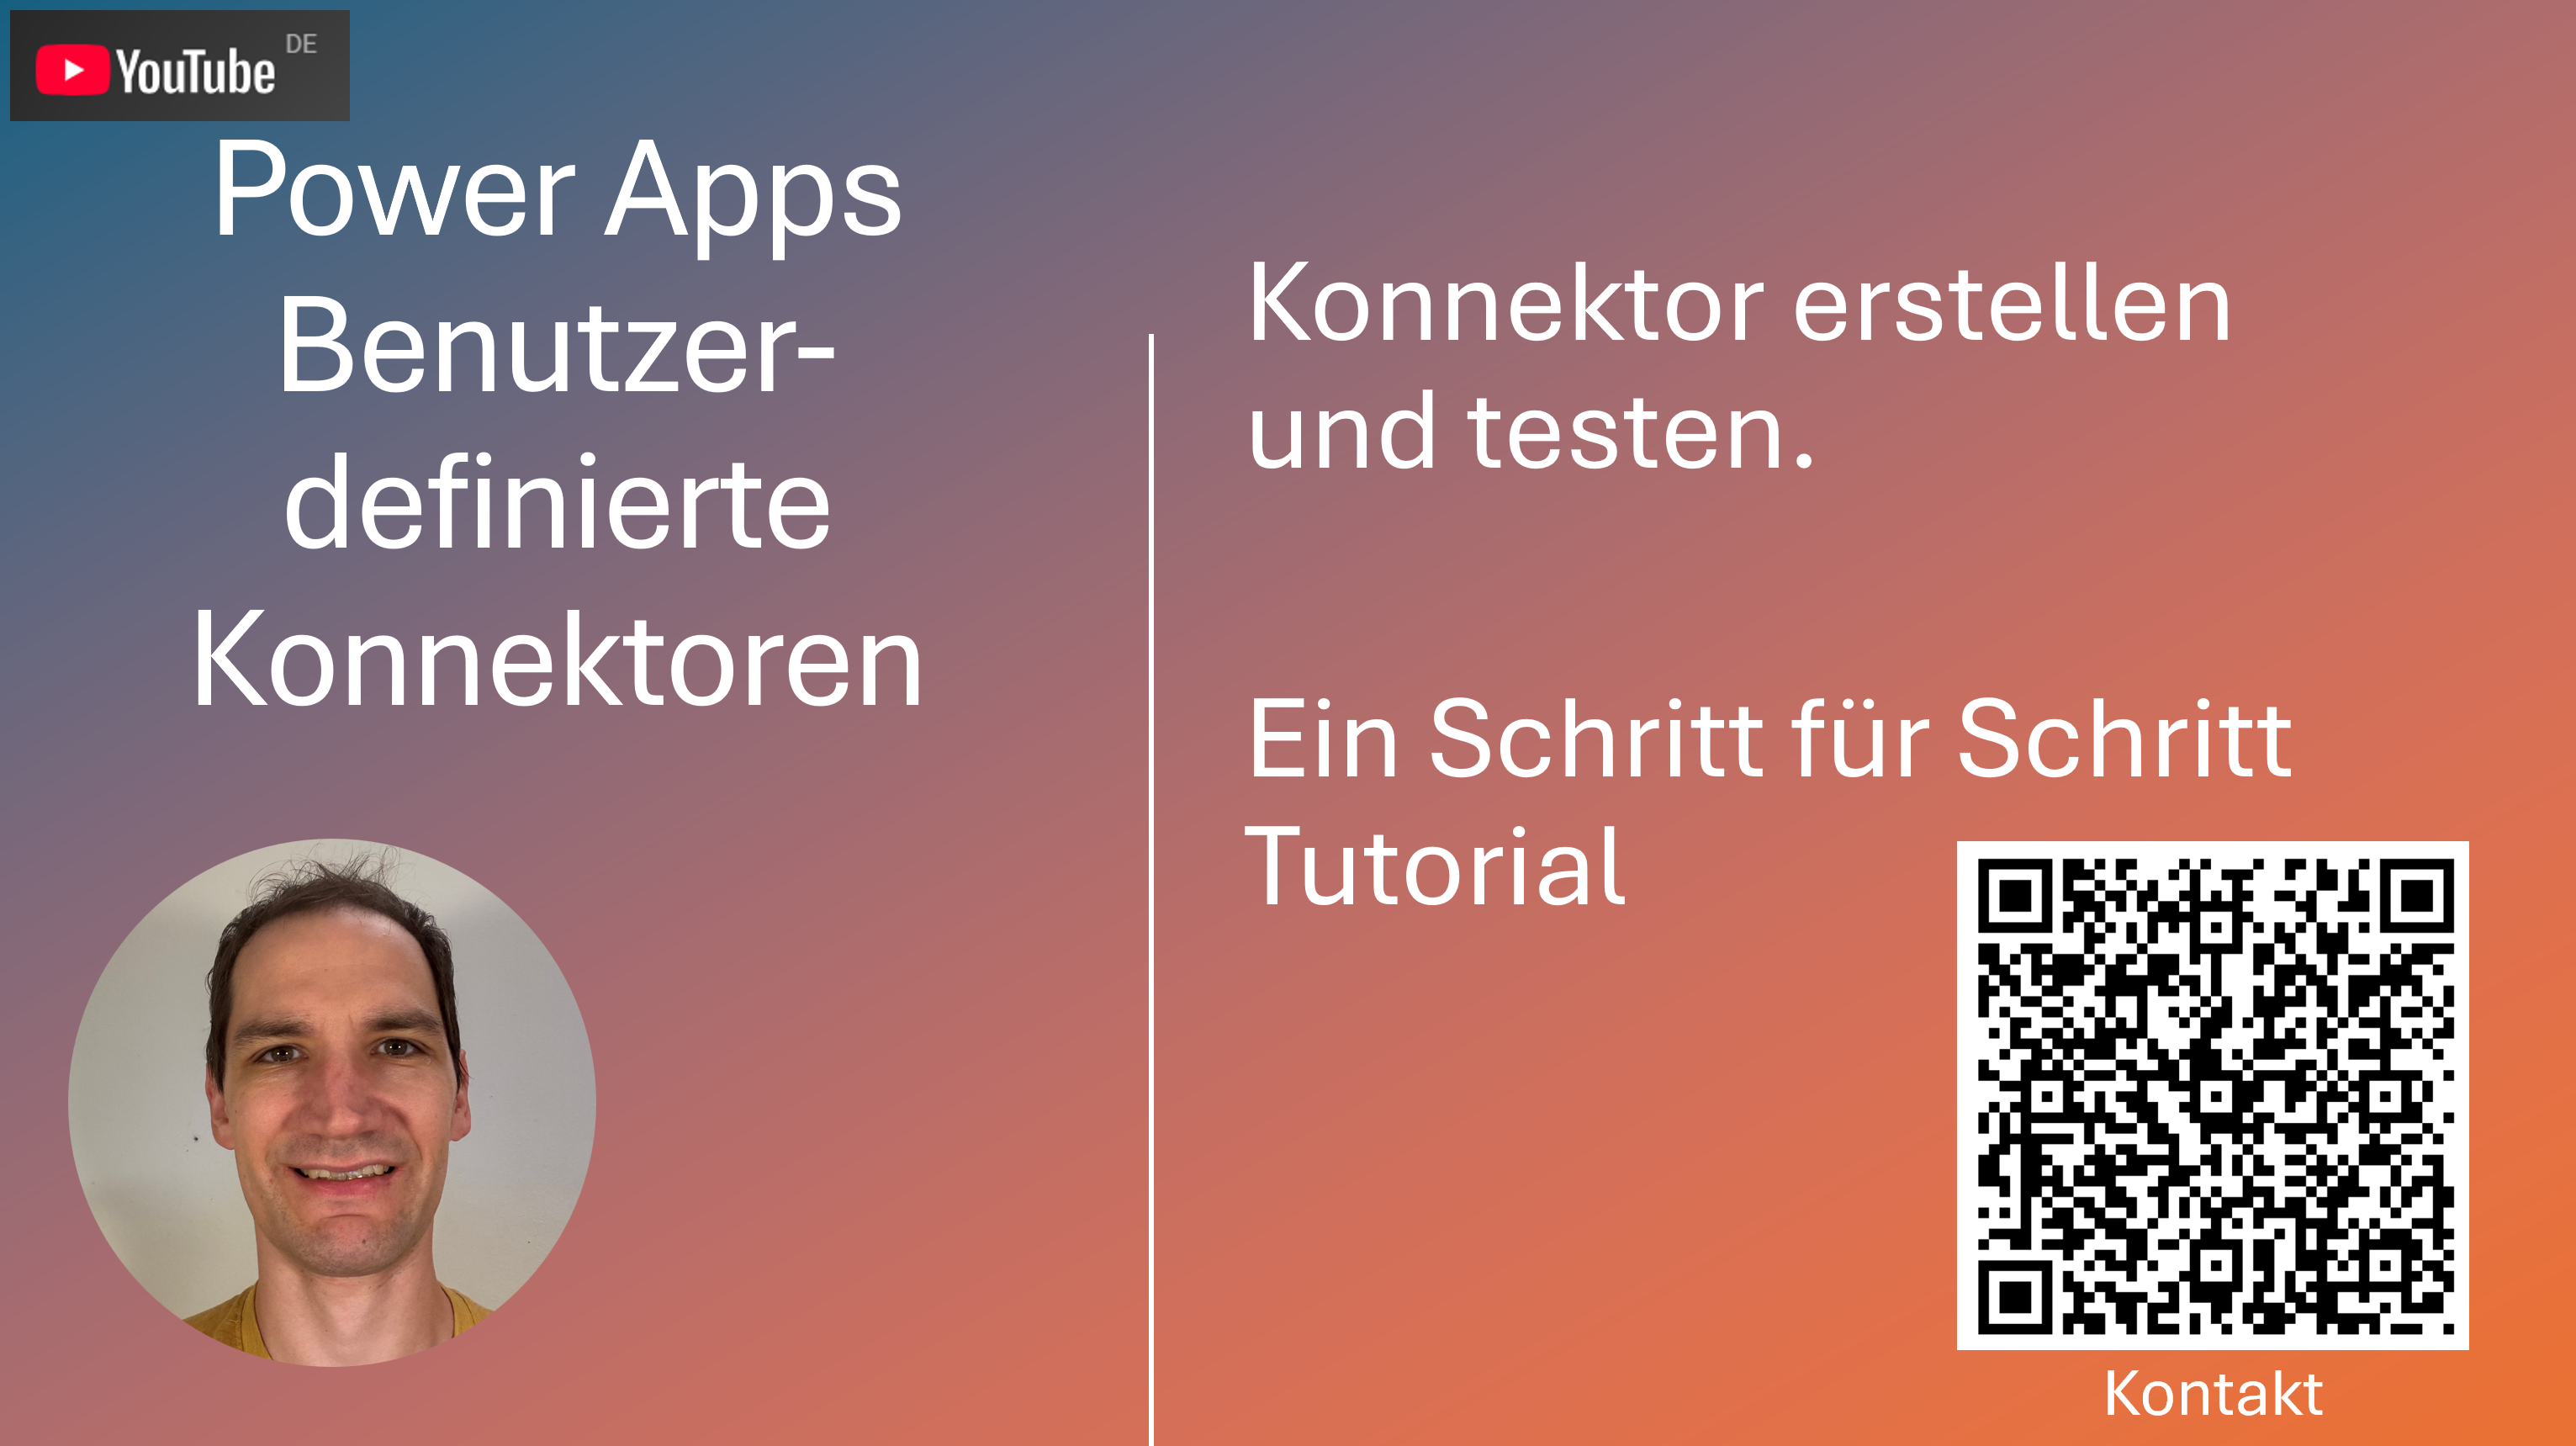 YouTube DE
Power Apps
Benutzer-
definierte
Konnektoren
Konnektor erstellen
und testen.
Ein Schritt für Schritt
Tutorial
Kontakt